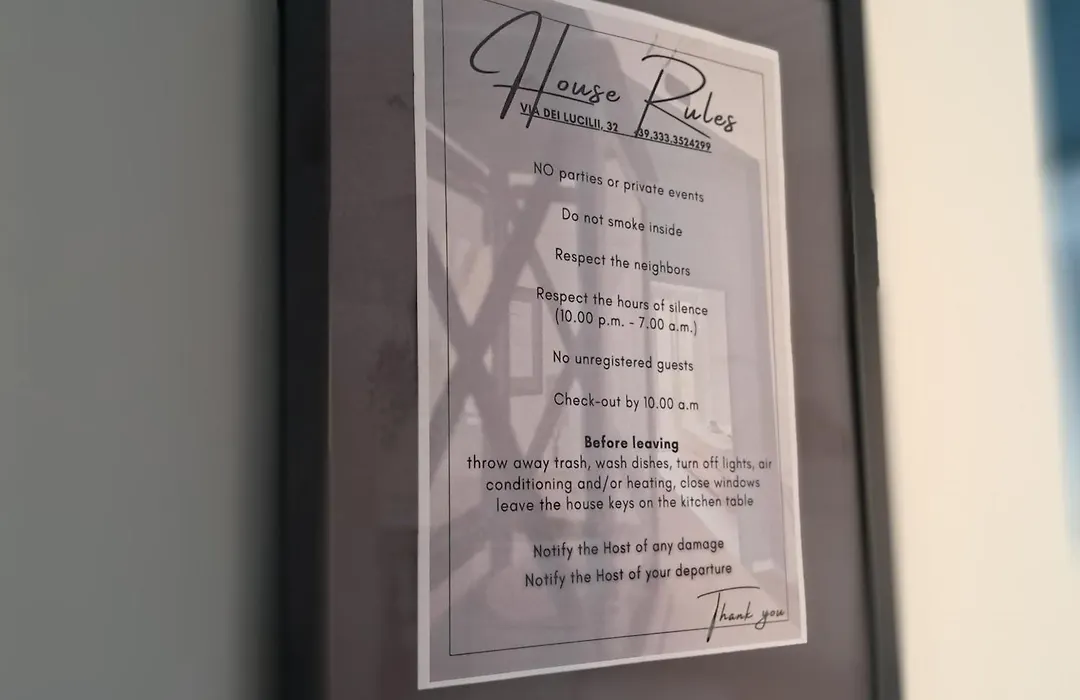 House Rules
VIA DEI LUCILII, 32 39.333.3524299
NO parties or private events
Do not smoke inside
Respect the neighbors
Respect the hours of silence
(10.00 p.m. - 7.00 a.m.)
No unregistered guests
Check-out by 10.00 a.m
Before leaving
throw away trash, wash dishes, turn off lights, air
conditioning and/or heating, close windows
leave the house keys on the kitchen table
Notify the Host of any damage
Notify the Host of your departure
Thank you